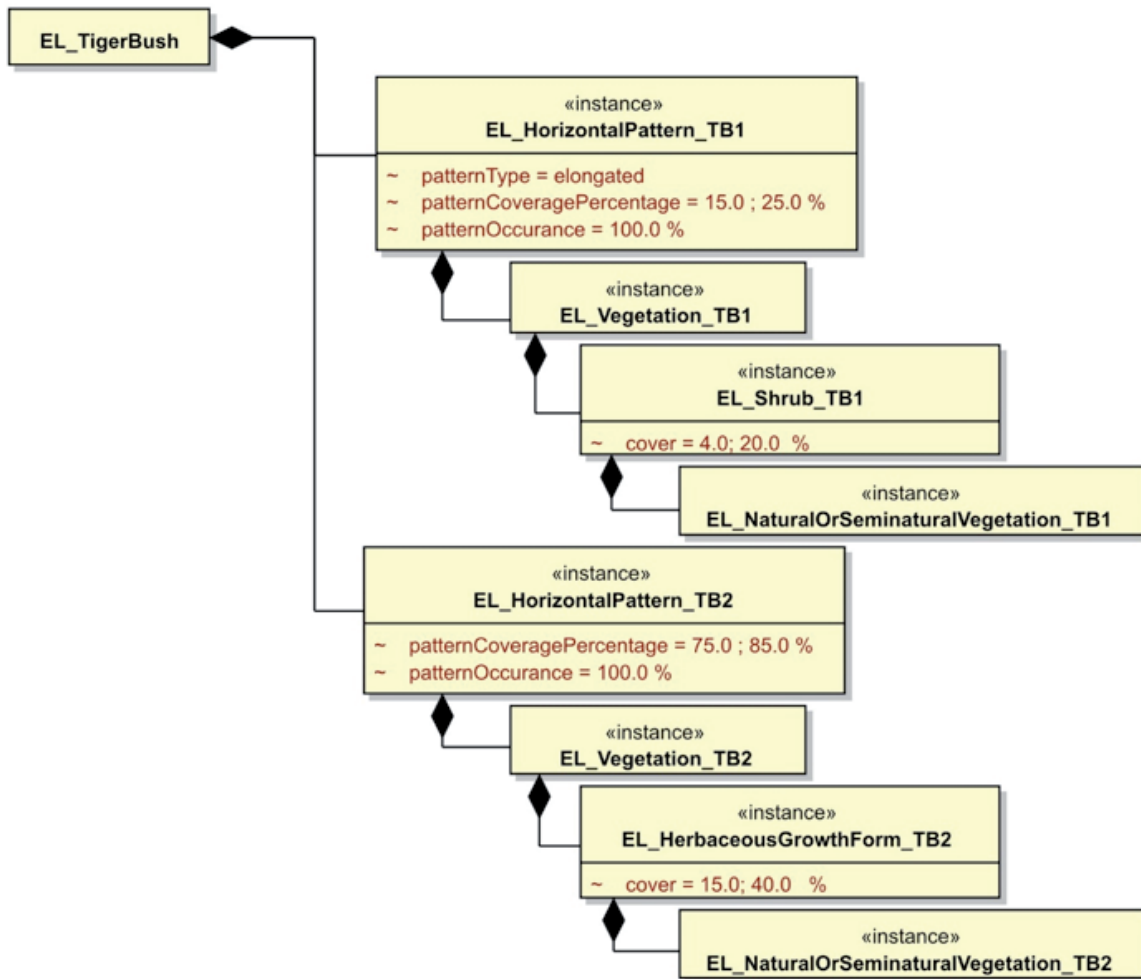 EL_TigerBush
«instance»
EL_HorizontalPattern_TB1
~ patternType = elongated
~ patternCoveragePercentage = 15.0 ; 25.0 %
~ patternOccurance = 100.0 %
«instance»
EL_Vegetation_TB1
«instance»
EL_Shrub_TB1
~ cover = 4.0; 20.0 %
«instance»
EL_NaturalOrSeminaturalVegetation_TB1
«instance»
EL_HorizontalPattern_TB2
~ patternCoveragePercentage = 75.0 ; 85.0 %
~ patternOccurance = 100.0 %
«instance»
EL_Vegetation_TB2
«instance»
EL_HerbaceousGrowthForm_TB2
~ cover = 15.0; 40.0 %
«instance»
EL_NaturalOrSeminaturalVegetation_TB2